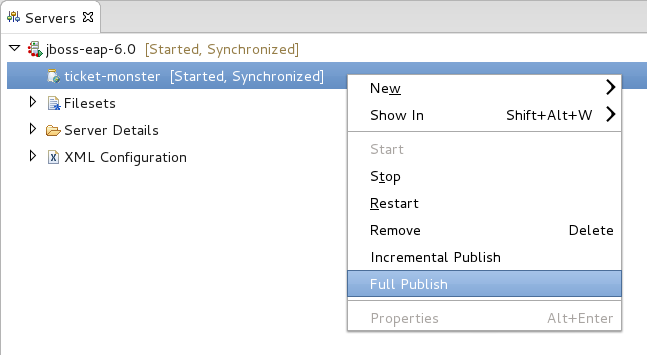 Servers
jboss-eap-6.0 [Started, Synchronized]
ticket-monster [Started, Synchronized]
Filesets
Server Details
XML Configuration
New
Show In Shift+Alt+W
Start
Stop
Restart
Remove Delete
Incremental Publish
Full Publish
Properties Alt+Enter